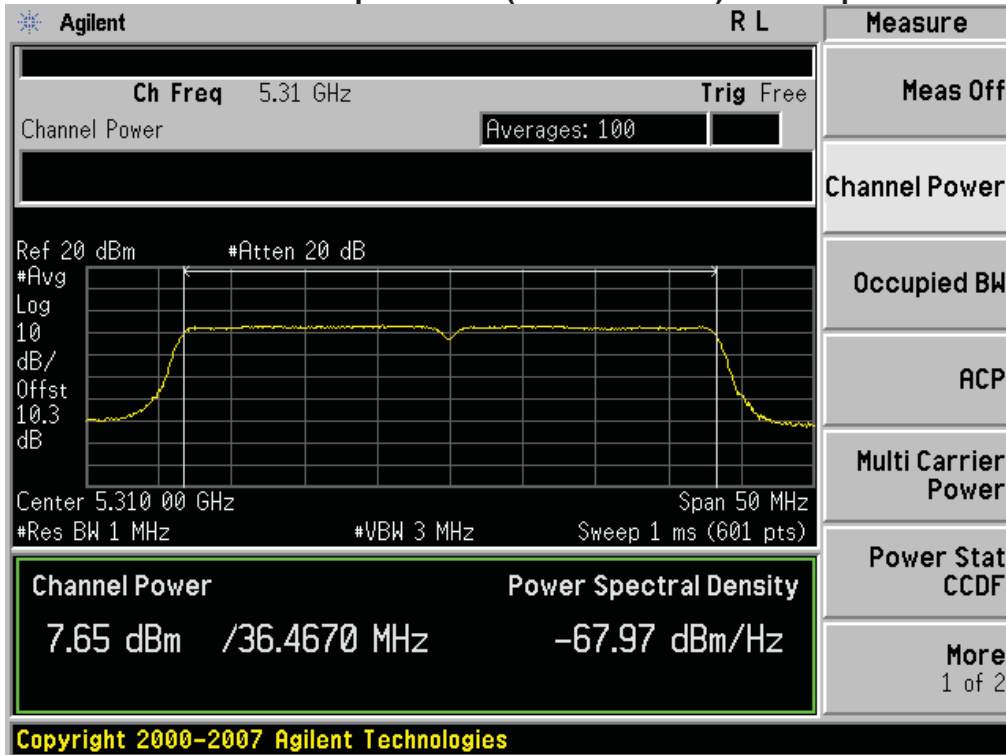 Agilent R L Measure
Ch Freq 5.31 GHz Trig Free
Meas Off
Channel Power Averages: 100
Channel Power
Ref 20 dBm #Atten 20 dB
#Avg
Log
10
dB/
Offst
10.3
dB
Occupied BW
ACP
Multi Carrier
Power
Center 5.310 00 GHz Span 50 MHz
#Res BW 1 MHz #VBW 3 MHz Sweep 1 ms (601 pts)
Power Stat
CCDF
Channel Power Power Spectral Density
7.65 dBm /36.4670 MHz -67.97 dBm/Hz
More
1 of 2
Copyright 2000-2007 Agilent Technologies